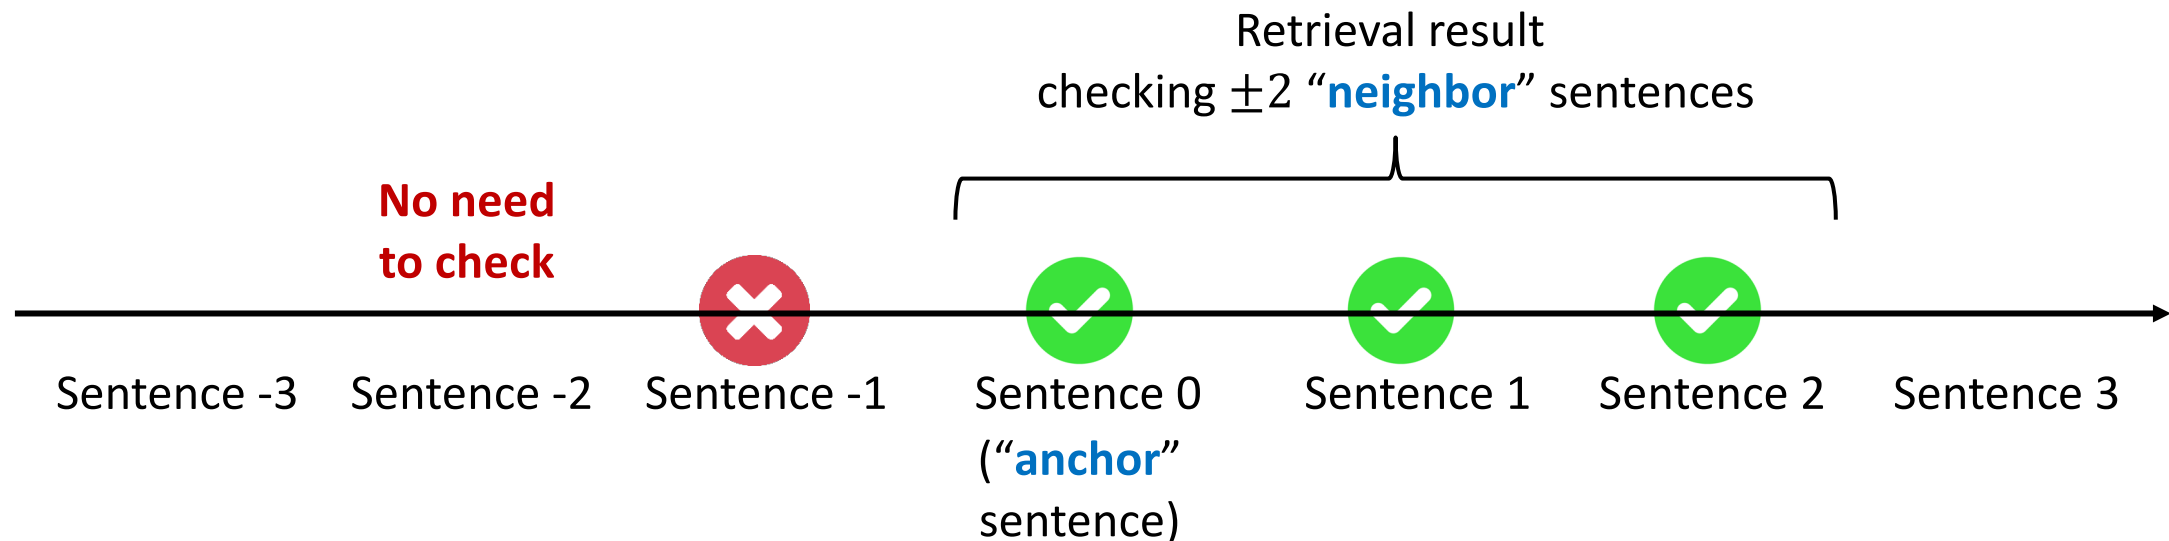 Retrieval result
checking ±2 “neighbor” sentences
No need
to check
Sentence -3
Sentence -2
Sentence -1
Sentence 0
(“anchor”
sentence)
Sentence 1
Sentence 2
Sentence 3